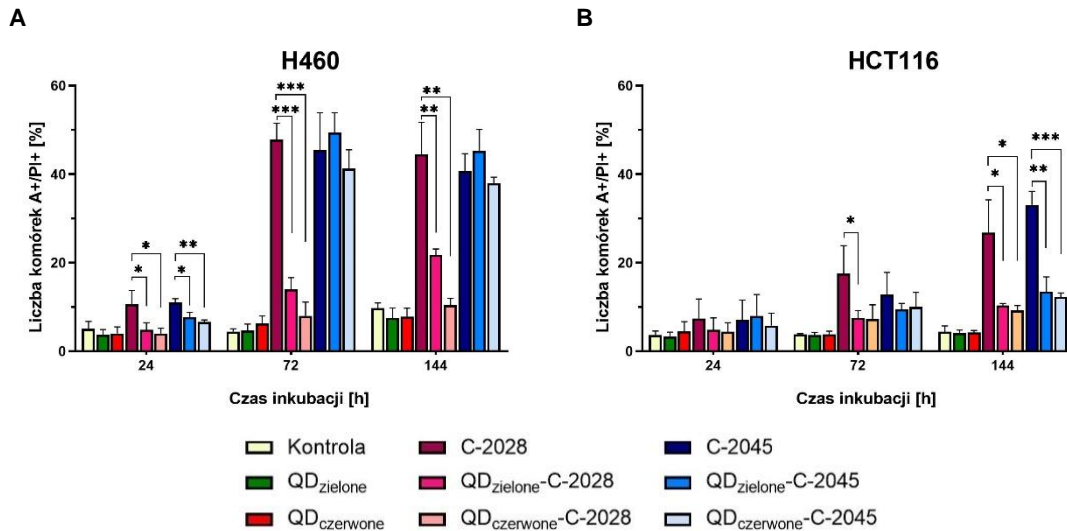 A
B
H460
HCT116
Liczba komórek A+/PI+ [%]
60
40
20
0
* * * **
*** ***
** **
24 72 144
Czas inkubacji [h]
Liczba komórek A+/PI+ [%]
60
40
20
0
*
* * ** ***
24 72 144
Czas inkubacji [h]
Kontrola C-2028 C-2045
QDzielone QDzielone-C-2028 QDzielone-C-2045
QDczerwone QDczerwone-C-2028 QDczerwone-C-2045